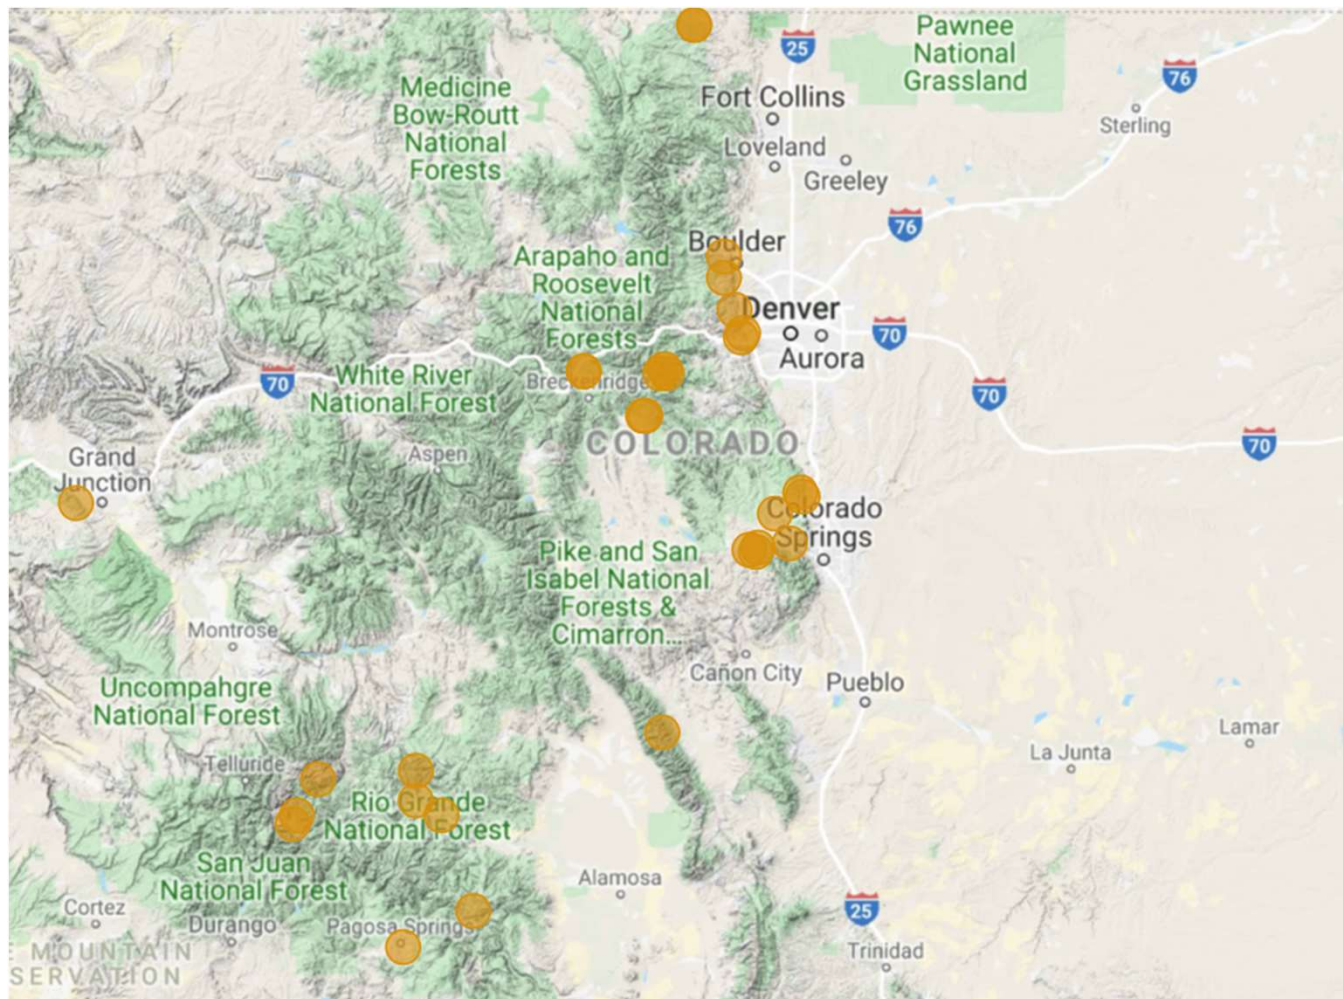 Pawnee
National
Grassland
25
76
Medicine
Bow-Routt
National
Forests
Fort Collins
Sterling
Loveland
Greeley
76
Boulder
Arapaho and
Roosevelt
National
Forests
Denver
70
Aurora
70
White River
National Forest
Breckenridge
70
COLORADO
70
Grand
Junction
Aspen
Colorado
Springs
Pike and San
Isabel National
Forests &
Cimarron...
Montrose
Cañon City
Pueblo
Uncompahgre
National Forest
Lamar
La Junta
Telluride
Rio Grande
National Forest
San Juan
National Forest
Alamosa
25
Cortez
Durango
Pagosa Springs
E MOUNTAIN
SERVATION
Trinidad